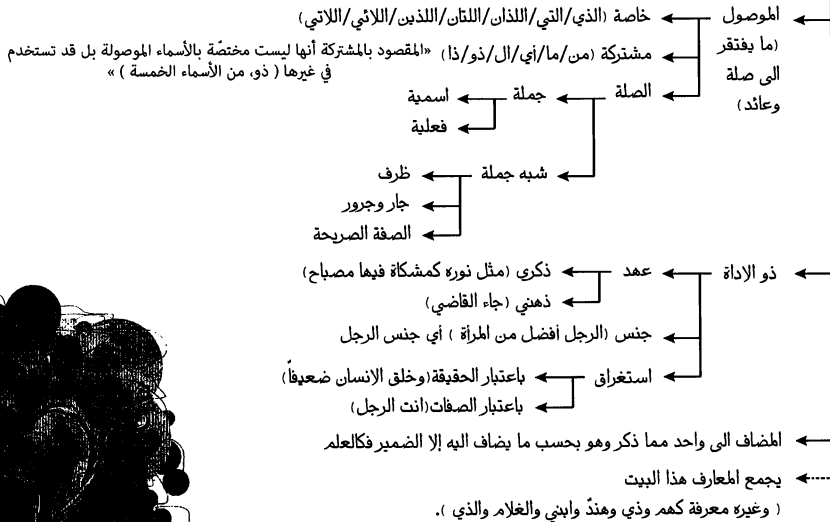 الموصول
(ما يفتقر
الى صلة
وعائد)
خاصة (الذي/التي/اللذان/اللتان/اللذين/اللائي/اللاتي)
مشتركة (من/ما/أي/ال/ذو/ذا) «المقصود بالمشتركة أنها ليست مختصّة بالأسماء الموصولة بل قد تستخدم
في غيرها ( ذو، من الأسماء الخمسة ) »
الصلة
جملة
اسمية
فعلية
شبه جملة
ظرف
جار وجرور
الصفة الصريحة
ذو الاداة
عهد
ذكري (مثل نوره كمشكاة فيها مصباح)
ذهني (جاء القاضي)
جنس (الرجل أفضل من المرأة ) أي جنس الرجل
استغراق
باعتبار الحقيقة(وخلق الانسان ضعيفاً)
باعتبار الصفات(انت الرجل)
المضاف الى واحد مما ذكر وهو بحسب ما يضاف اليه إلا الضمير فكالعلم
يجمع المعارف هذا البيت
( وغيره معرفة كهم وذي وهندٌ وابني والغلام والذي ).